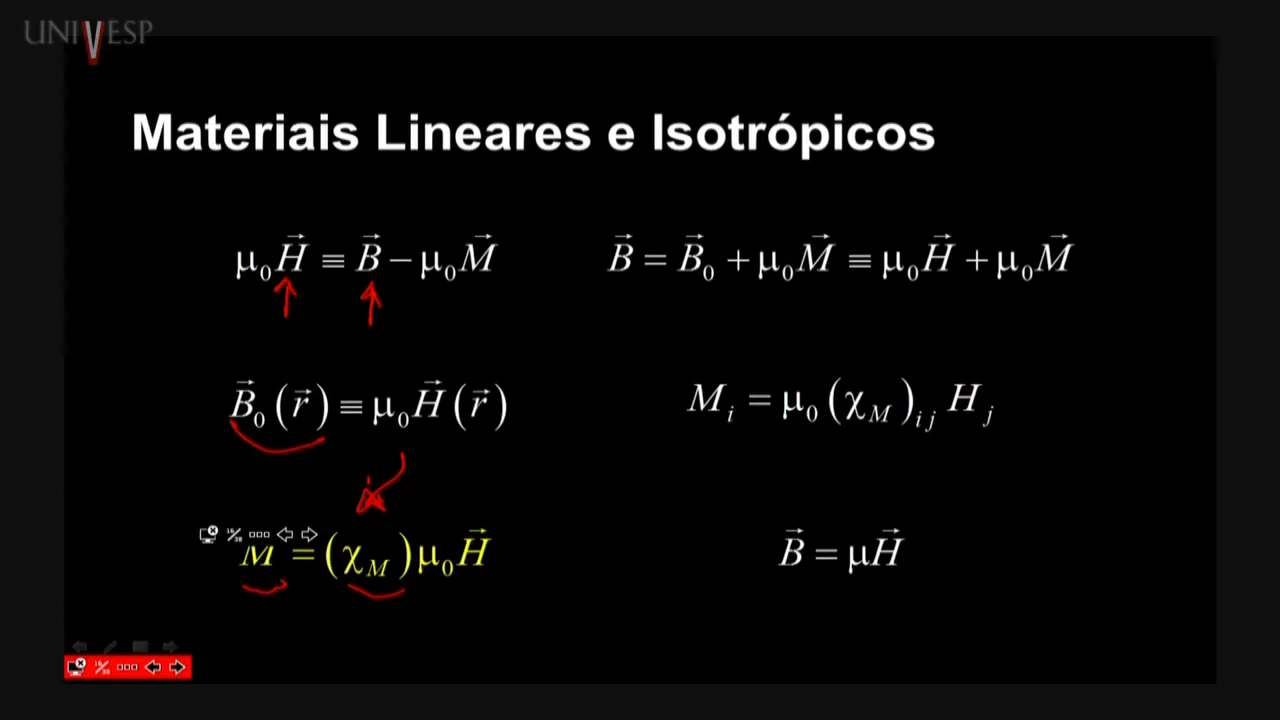 UNIVESP
Materiais Lineares e Isotrópicos
μ₀H⃗ ≡ B⃗ − μ₀M⃗
B⃗ = B⃗₀ + μ₀M⃗ ≡ μ₀H⃗ + μ₀M⃗
B⃗₀(r⃗) ≡ μ₀H⃗(r⃗)
Mᵢ = μ₀(χ_M)ᵢⱼ Hⱼ
M = (χ_M)μ₀H⃗
B⃗ = μH⃗